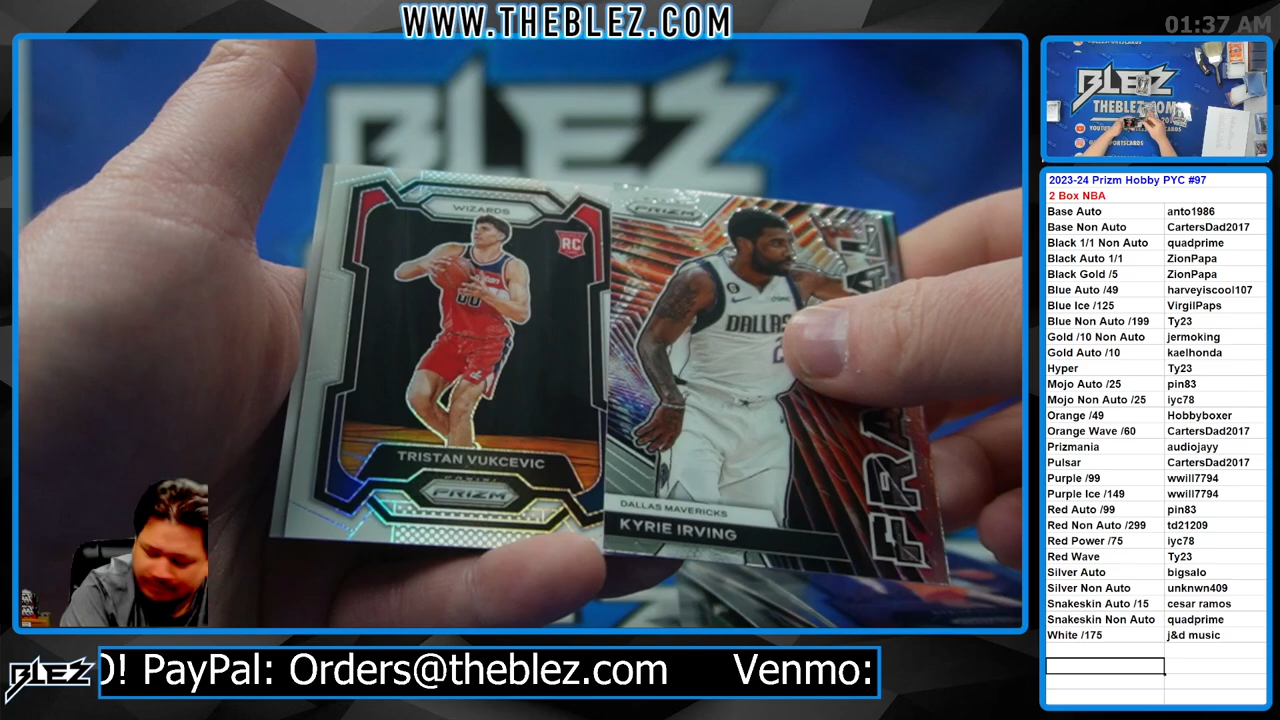 WWW.THEBLEZ.COM
01:37 AM
BLEZ
WIZARDS
RC
TRISTAN VUKCEVIC
PRIZM
PRIZM
DALLAS
DALLAS MAVERICKS
KYRIE IRVING
BLEZ
THEBLEZ.COM
2023-24 Prizm Hobby PYC #97
2 Box NBA
Base Auto anto1986
Base Non Auto CartersDad2017
Black 1/1 Non Auto quadprime
Black Auto 1/1 ZionPapa
Black Gold /5 ZionPapa
Blue Auto /49 harveyiscool107
Blue Ice /125 VirgilPaps
Blue Non Auto /199 Ty23
Gold /10 Non Auto jermoking
Gold Auto /10 kaelhonda
Hyper Ty23
Mojo Auto /25 pin83
Mojo Non Auto /25 iyc78
Orange /49 Hobbyboxer
Orange Wave /60 CartersDad2017
Prizmania audiojayy
Pulsar CartersDad2017
Purple /99 wwill7794
Purple Ice /149 wwill7794
Red Auto /99 pin83
Red Non Auto /299 td21209
Red Power /75 iyc78
Red Wave Ty23
Silver Auto bigsalo
Silver Non Auto unknwn409
Snakeskin Auto /15 cesar ramos
Snakeskin Non Auto quadprime
White /175 j&d music
BLEZ
! PayPal: Orders@theblez.com Venmo: